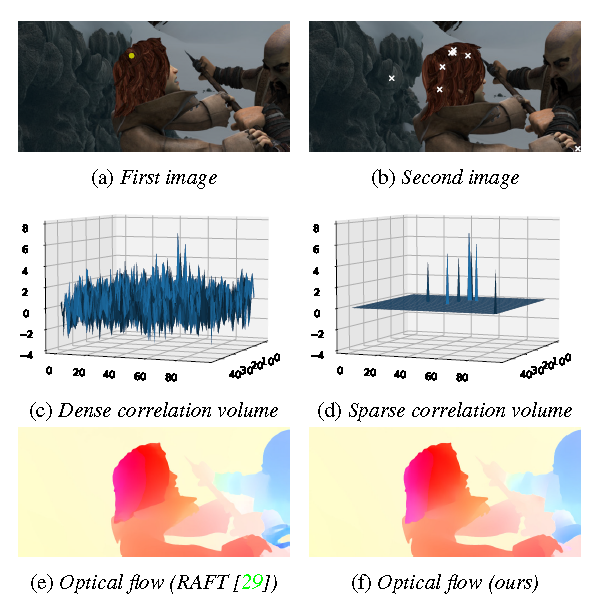 (a) First image
(b) Second image
8
6
4
2
0
−2
−4
0 20 40 60 80
40 30 20 10 0
8
6
4
2
0
−2
−4
0 20 40 60 80
40 30 20 10 0
(c) Dense correlation volume
(d) Sparse correlation volume
(e) Optical flow (RAFT [29])
(f) Optical flow (ours)